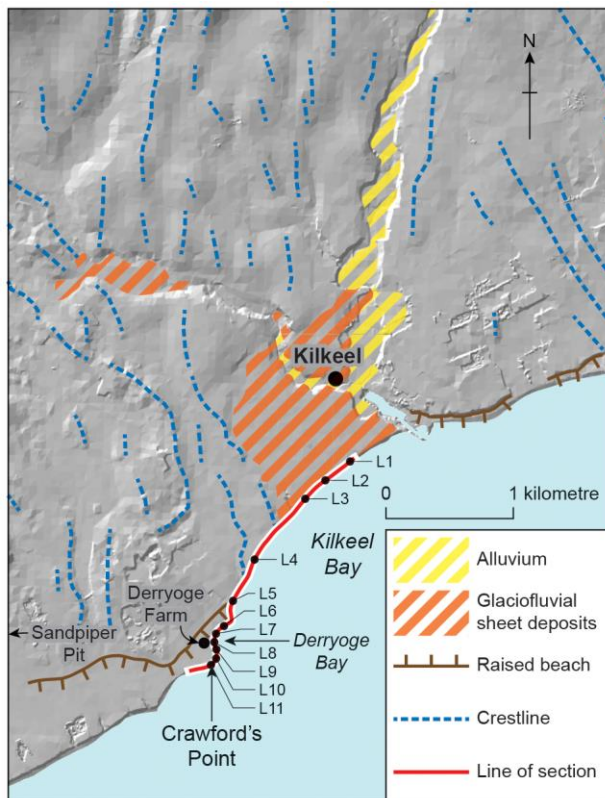 N
Kilkeel
L1
L2
L3
0 1 kilometre
Kilkeel
Bay
L4
Derryoge
Farm
L5
L6
L7
Derryoge
Bay
L8
L9
L10
L11
Sandpiper
Pit
Crawford's
Point
Alluvium
Glaciofluvial
sheet deposits
Raised beach
Crestline
Line of section